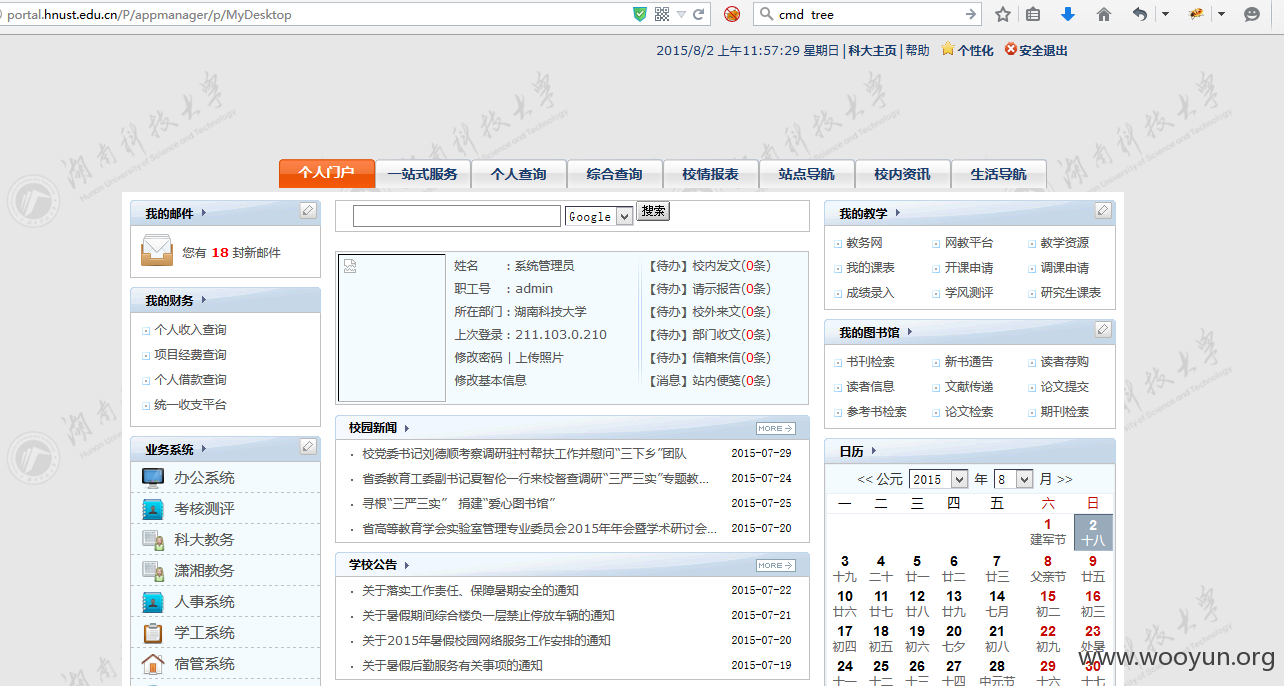 portal.hnust.edu.cn/P/appmanager/p/MyDesktop
cmd tree
2015/8/2 上午11:57:29 星期日 | 科大主页 | 帮助 个性化 安全退出
个人门户 一站式服务 个人查询 综合查询 校情报表 站点导航 校内资讯 生活导航
我的邮件
您有 18 封新邮件
我的财务
个人收入查询
项目经费查询
个人借款查询
统一收支平台
业务系统
办公系统
考核测评
科大教务
潇湘教务
人事系统
学工系统
宿管系统
Google 搜索
姓名 : 系统管理员
职工号 : admin
所在部门 : 湖南科技大学
上次登录 : 211.103.0.210
修改密码 | 上传照片
修改基本信息
【待办】校内发文(0条)
【待办】请示报告(0条)
【待办】校外来文(0条)
【待办】部门收文(0条)
【待办】信箱来信(0条)
【消息】站内便笺(0条)
校园新闻 MORE
校党委书记刘德顺考察调研驻村帮扶工作并慰问“三下乡”团队 2015-07-29
省委教育工委副书记夏智伦一行来校督查调研“三严三实”专题教... 2015-07-24
寻根“三严三实” 捐建“爱心图书馆” 2015-07-25
省高等教育学会实验室管理专业委员会2015年年会暨学术研讨会... 2015-07-20
学校公告 MORE
关于落实工作责任、保障暑期安全的通知 2015-07-22
关于暑假期间综合楼负一层禁止停放车辆的通知 2015-07-21
关于2015年暑假校园网络服务工作安排的通知 2015-07-20
关于暑假后勤服务有关事项的通知 2015-07-19
我的教学
教务网 网教平台 教学资源
我的课表 开课申请 调课申请
成绩录入 学风测评 研究生课表
我的图书馆
书刊检索 新书通告 读者荐购
读者信息 文献传递 论文提交
参考书检索 论文检索 期刊检索
日历
<< 公元 2015 年 8 月 >>
一 二 三 四 五 六 日
1 2
建军节 十八
3 4 5 6 7 8 9
十九 二十 廿一 廿二 廿三 父亲节 廿五
10 11 12 13 14 15 16
廿六 廿七 廿八 廿九 七月 初二 初三
17 18 19 20 21 22 23
初四 初五 初六 七夕 初八 初九 处暑
24 25 26 27 28 29 30
十一 十二 十三 十四 中元节 十六 十七
湖南科技大学
Hunan University of Science and Technology
www.wooyun.org